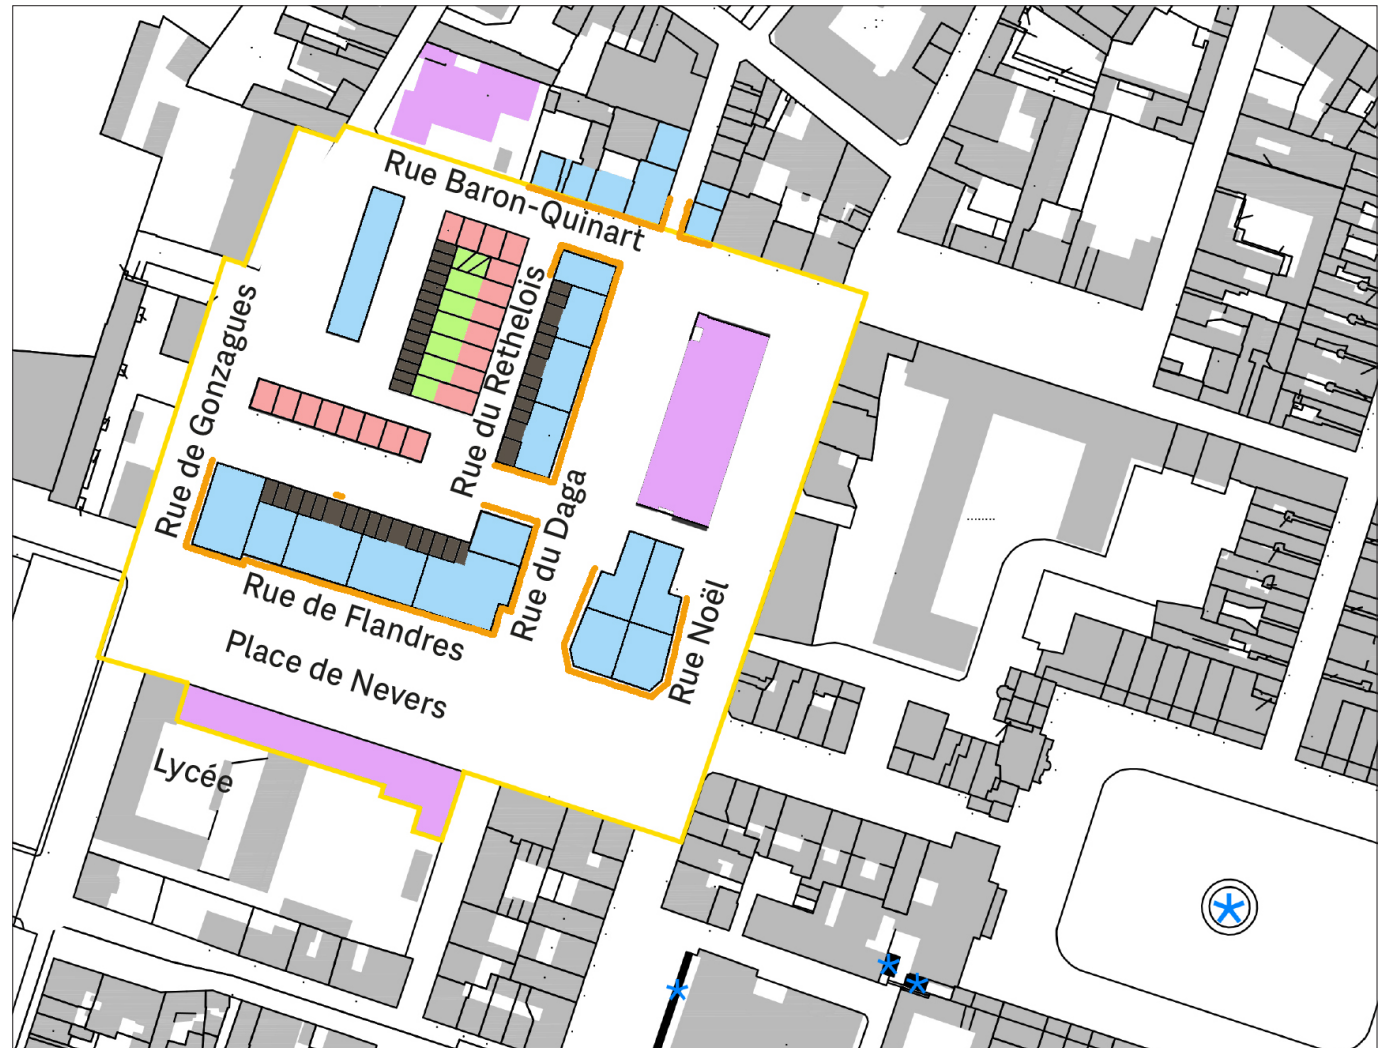 Rue Baron-Quinart
Rue de Gonzagues
Rue du Rethelois
Rue du Daga
Rue de Flandres
Rue Noël
Place de Nevers
Lycée